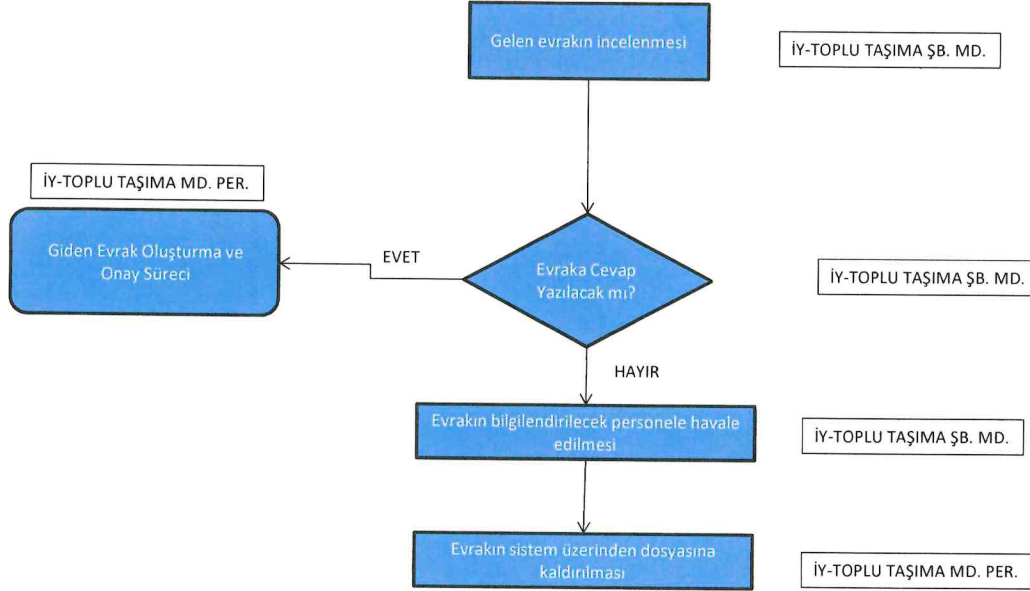 Gelen evrakın incelenmesi
İY-TOPLU TAŞIMA ŞB. MD.
İY-TOPLU TAŞIMA MD. PER.
Giden Evrak Oluşturma ve
Onay Süreci
EVET
Evraka Cevap
Yazılacak mı?
İY-TOPLU TAŞIMA ŞB. MD.
HAYIR
Evrakın bilgilendirilecek personele havale
edilmesi
İY-TOPLU TAŞIMA ŞB. MD.
Evrakın sistem üzerinden dosyasına
kaldırılması
İY-TOPLU TAŞIMA MD. PER.